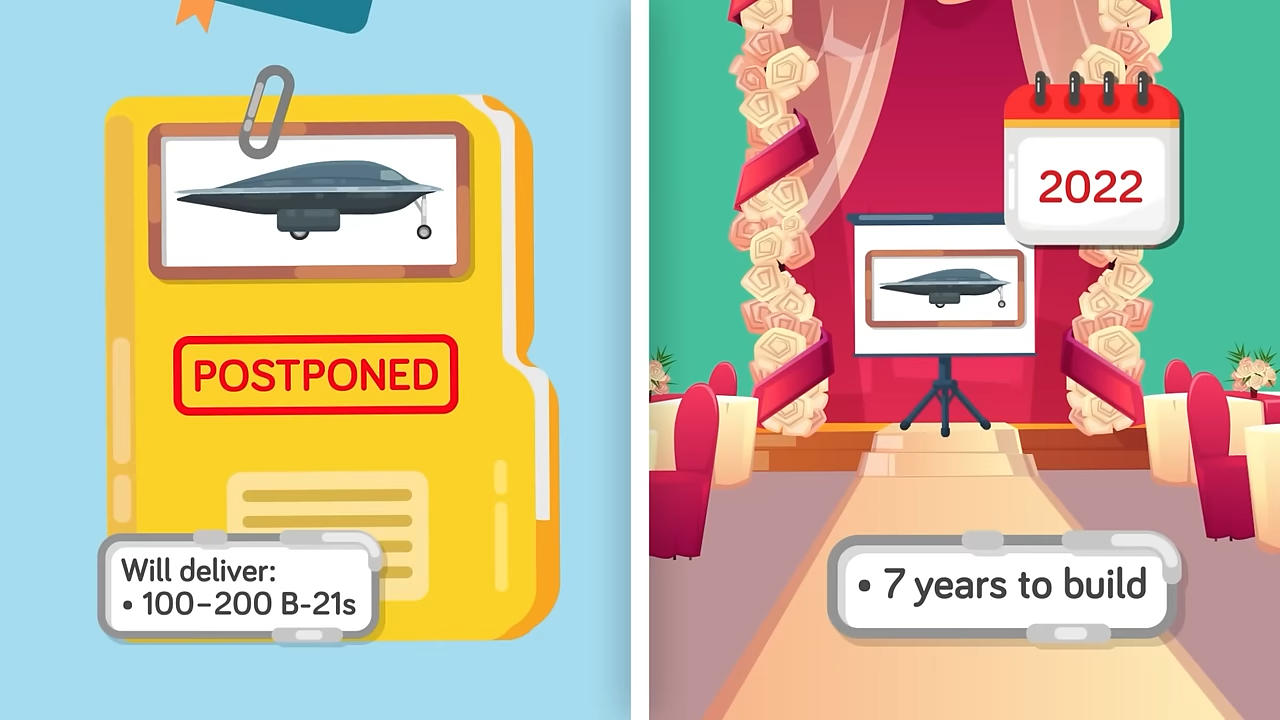 POSTPONED
Will deliver:
• 100–200 B-21s
2022
• 7 years to build